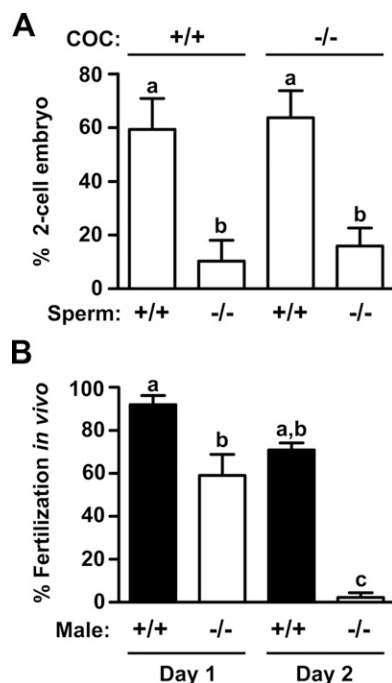 A
COC: +/+ -/-
80
60
40
20
0
% 2-cell embryo
a
b
a
b
Sperm: +/+ -/- +/+ -/-
B
100
80
60
40
20
0
% Fertilization in vivo
a
b
a,b
c
Male: +/+ -/- +/+ -/-
Day 1 Day 2